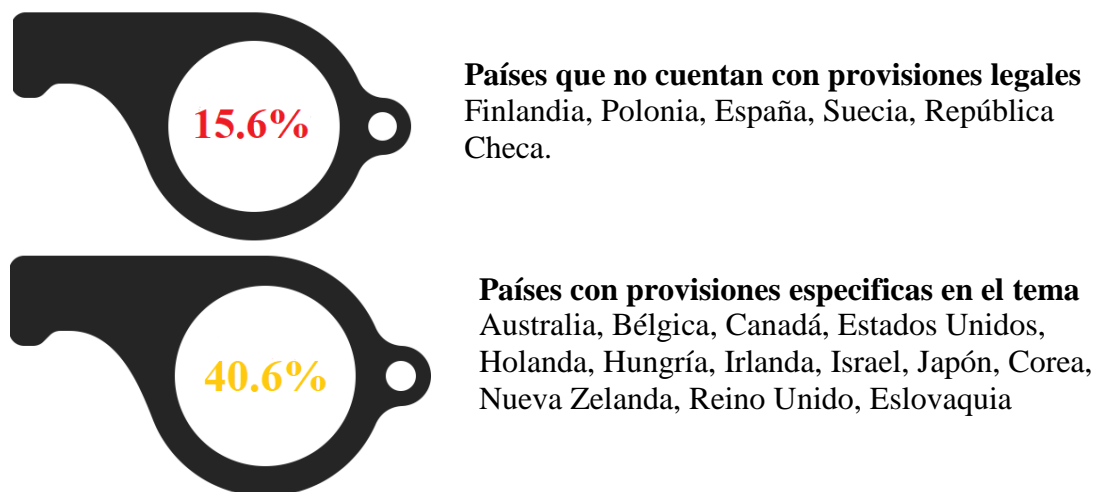 15.6%
Países que no cuentan con provisiones legales
Finlandia, Polonia, España, Suecia, República
Checa.
40.6%
Países con provisiones especificas en el tema
Australia, Bélgica, Canadá, Estados Unidos,
Holanda, Hungría, Irlanda, Israel, Japón, Corea,
Nueva Zelanda, Reino Unido, Eslovaquia